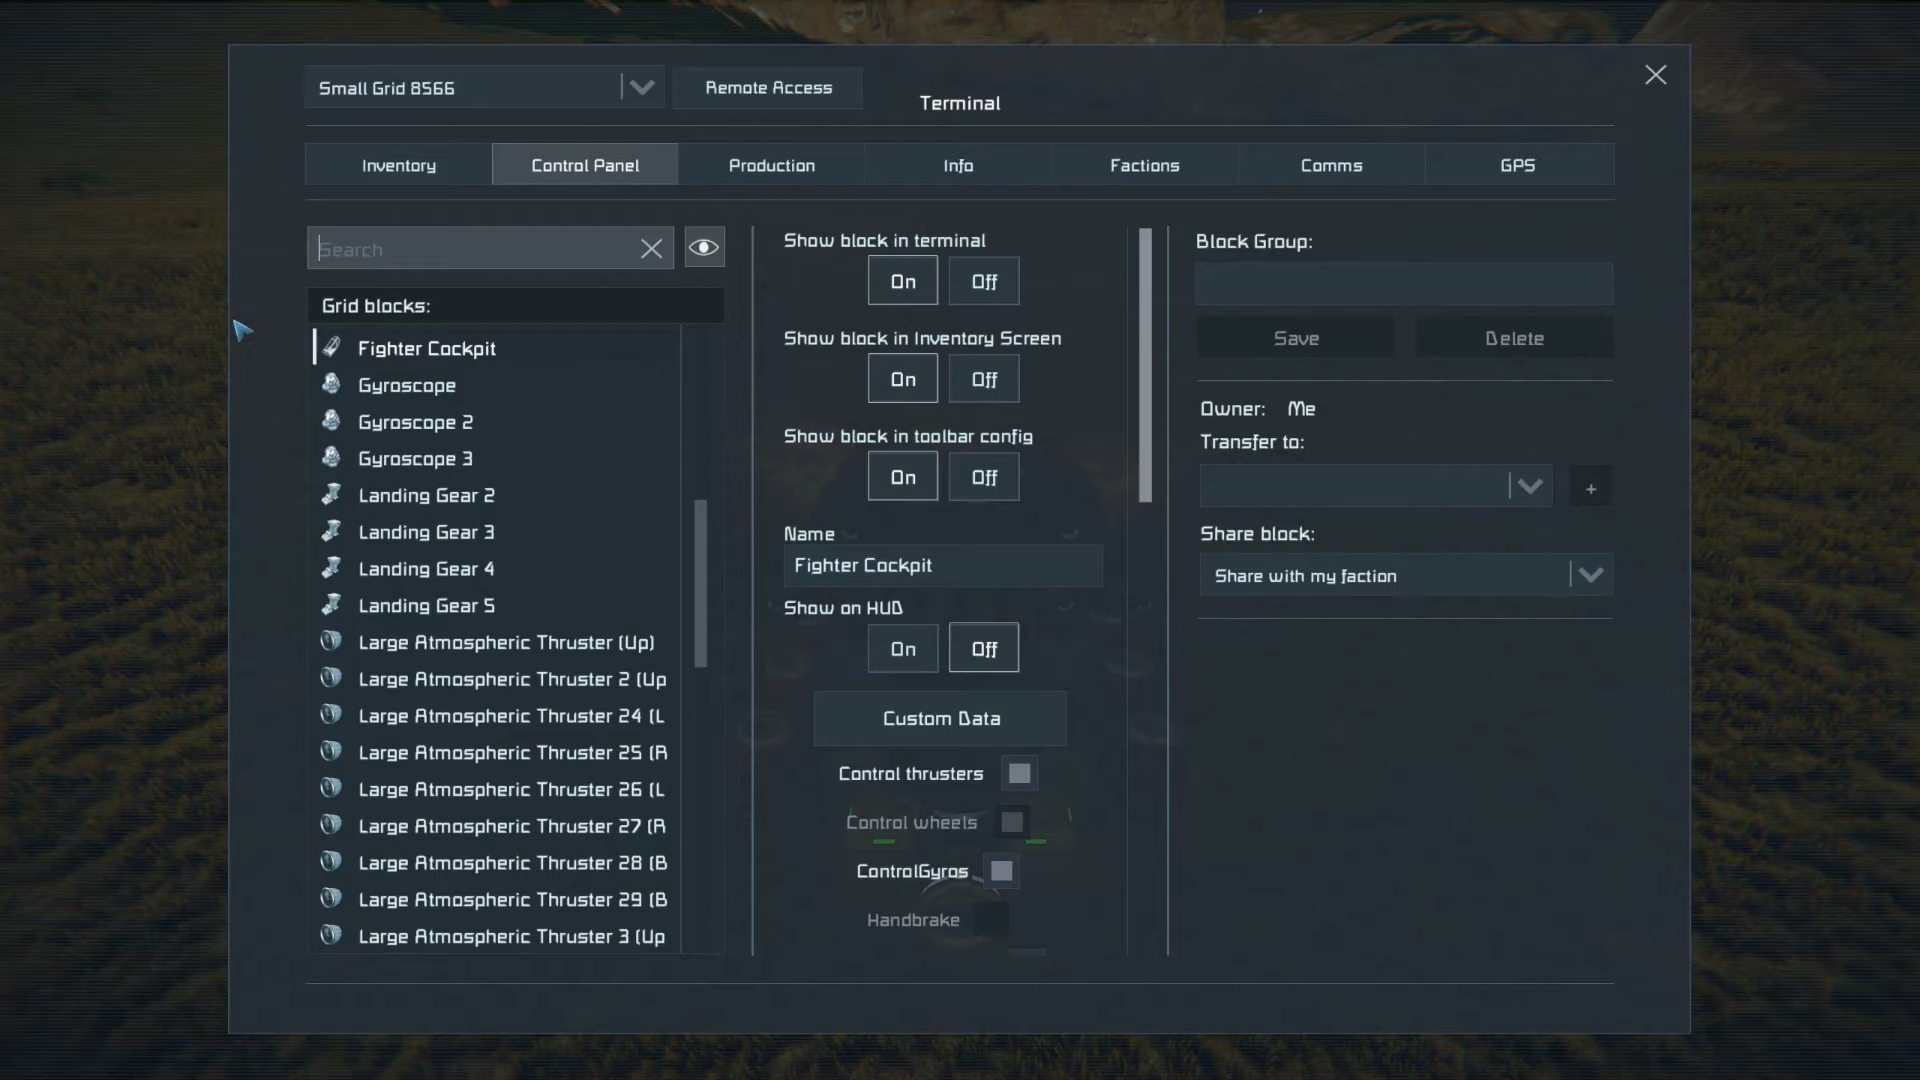 Small Grid 8566
Remote Access
Terminal
Inventory
Control Panel
Production
Info
Factions
Comms
GPS
Search
Grid blocks:
Fighter Cockpit
Gyroscope
Gyroscope 2
Gyroscope 3
Landing Gear 2
Landing Gear 3
Landing Gear 4
Landing Gear 5
Large Atmospheric Thruster (Up)
Large Atmospheric Thruster 2 (Up
Large Atmospheric Thruster 24 (L
Large Atmospheric Thruster 25 (R
Large Atmospheric Thruster 26 (L
Large Atmospheric Thruster 27 (R
Large Atmospheric Thruster 28 (B
Large Atmospheric Thruster 29 (B
Large Atmospheric Thruster 3 (Up
Show block in terminal
On
Off
Show block in Inventory Screen
On
Off
Show block in toolbar config
On
Off
Name
Fighter Cockpit
Show on HUD
On
Off
Custom Data
Control thrusters
Control wheels
ControlGyros
Handbrake
Block Group:
Save
Delete
Owner: Me
Transfer to:
+
Share block:
Share with my faction